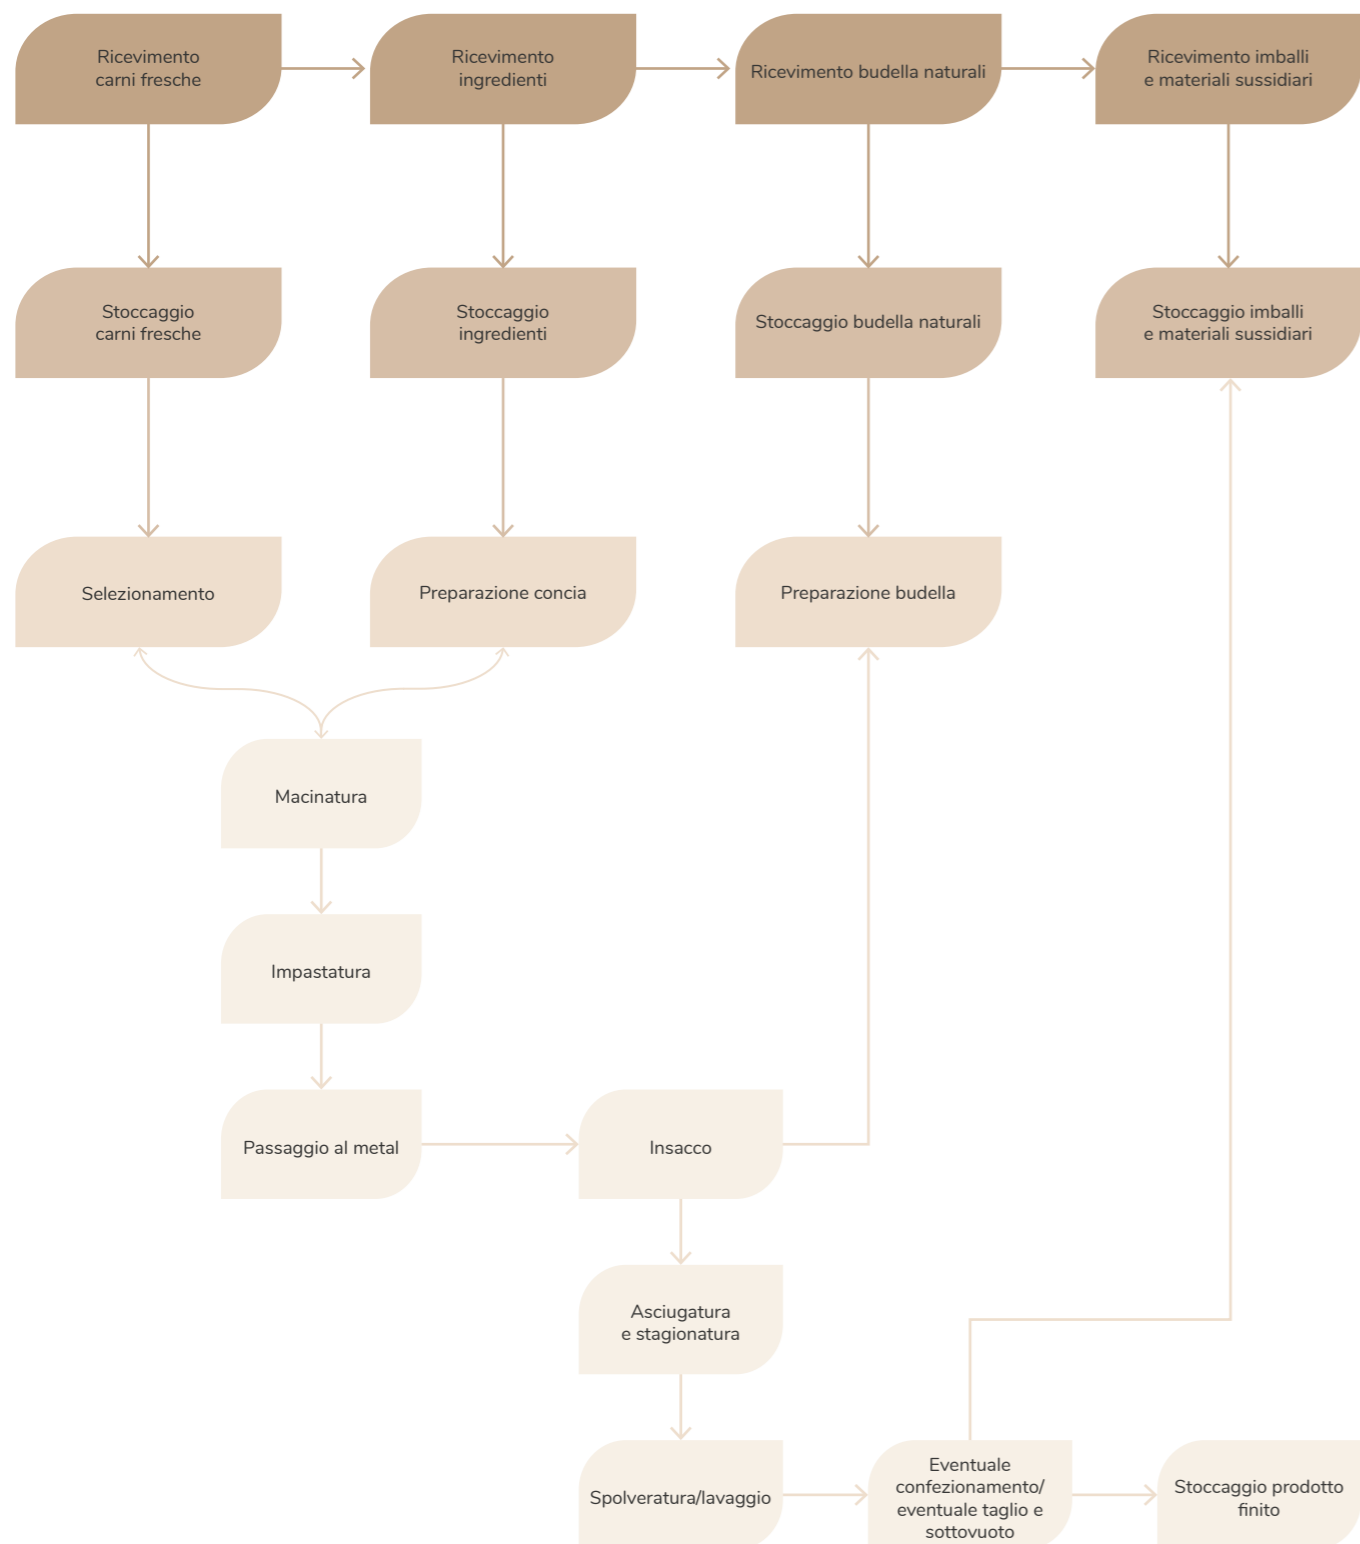 Ricevimento
carni fresche
Ricevimento
ingredienti
Ricevimento budella naturali
Ricevimento imballi
e materiali sussidiari
Stoccaggio
carni fresche
Stoccaggio
ingredienti
Stoccaggio budella naturali
Stoccaggio imballi
e materiali sussidiari
Selezionamento
Preparazione concia
Preparazione budella
Macinatura
Impastatura
Passaggio al metal
Insacco
Asciugatura
e stagionatura
Spolveratura/lavaggio
Eventuale
confezionamento/
eventuale taglio e
sottovuoto
Stoccaggio prodotto
finito